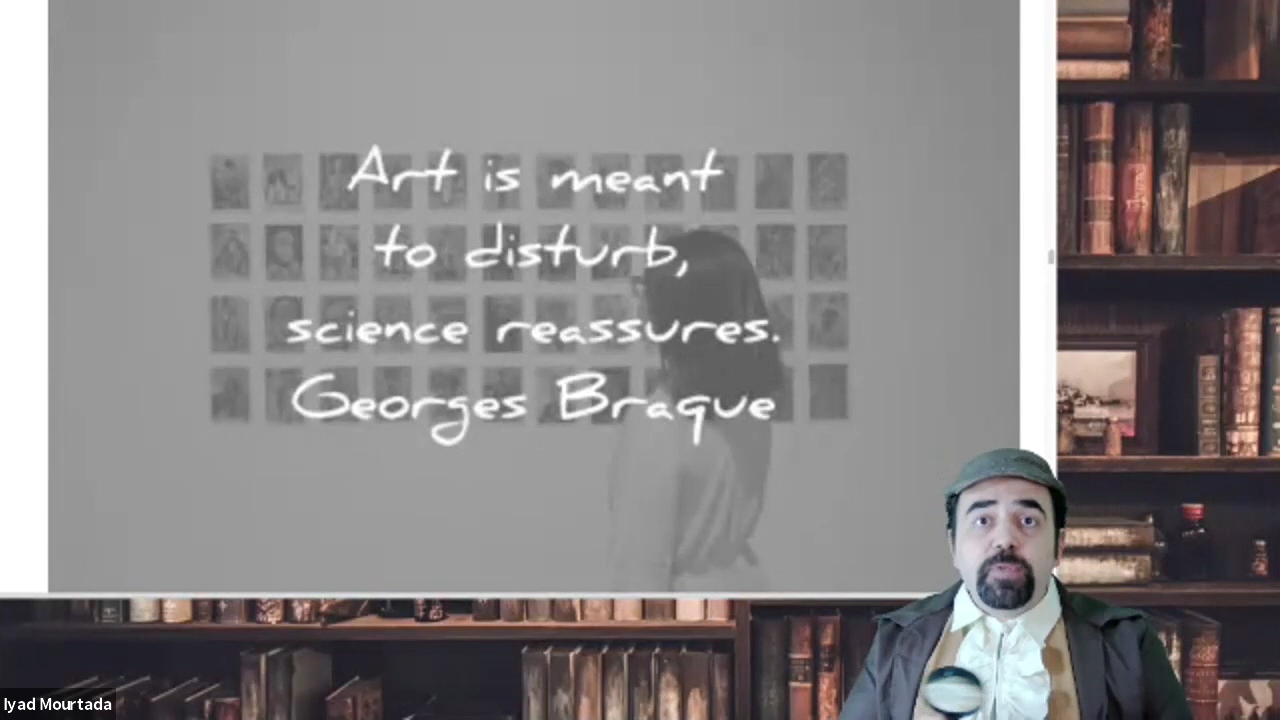 Art is meant
to disturb,
science reassures.
Georges Braque
Iyad Mourtada